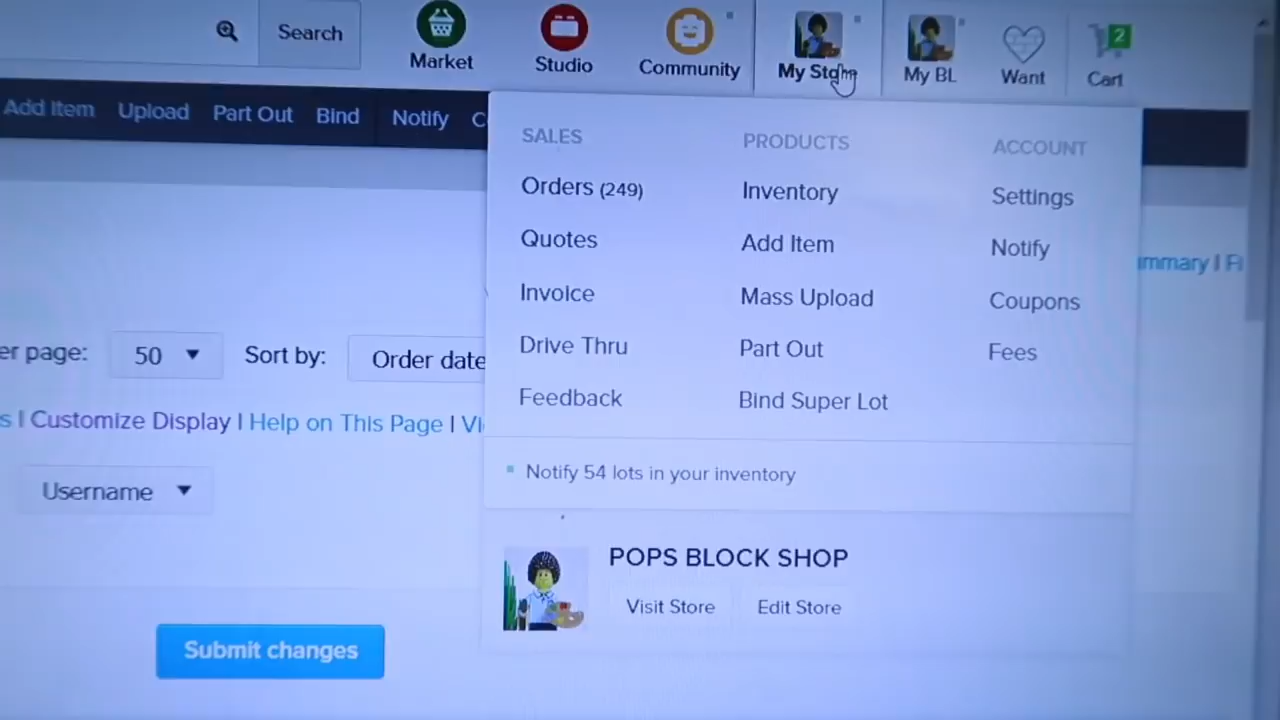 Search
Market
Studio
Community
My Store
My BL
Want
2
Cart
Add Item Upload Part Out Bind Notify
SALES
Orders (249)
Quotes
Invoice
Drive Thru
Feedback
PRODUCTS
Inventory
Add Item
Mass Upload
Part Out
Bind Super Lot
ACCOUNT
Settings
Notify
Coupons
Fees
er page: 50 Sort by: Order date
s | Customize Display | Help on This Page |
Username
Notify 54 lots in your inventory
POPS BLOCK SHOP
Visit Store Edit Store
Submit changes